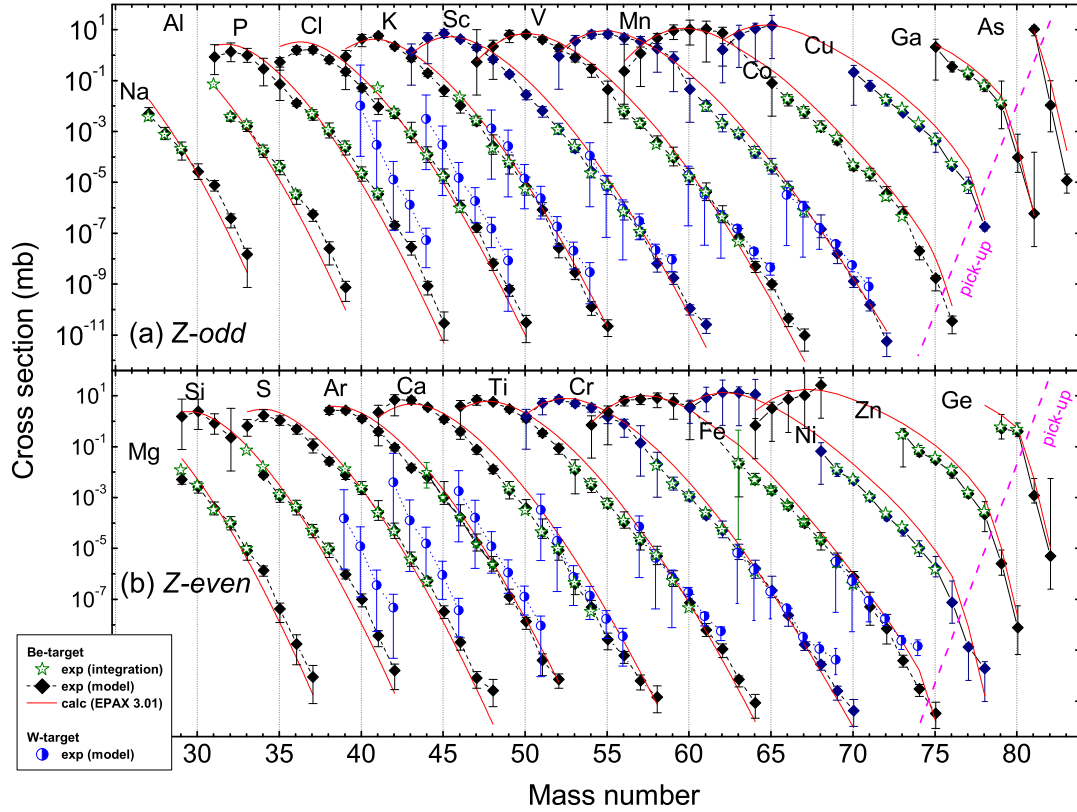 Cross section (mb)
10^1
10^-1
10^-3
10^-5
10^-7
10^-9
10^-11
Na
Al
P
Cl
K
Sc
V
Mn
Co
Cu
Ga
As
pick-up
(a) Z-odd
Cross section (mb)
10^1
10^-1
10^-3
10^-5
10^-7
Mg
Si
S
Ar
Ca
Ti
Cr
Fe
Ni
Zn
Ge
pick-up
(b) Z-even
Be-target
exp (integration)
exp (model)
calc (EPAX 3.01)
W-target
exp (model)
30 35 40 45 50 55 60 65 70 75 80
Mass number